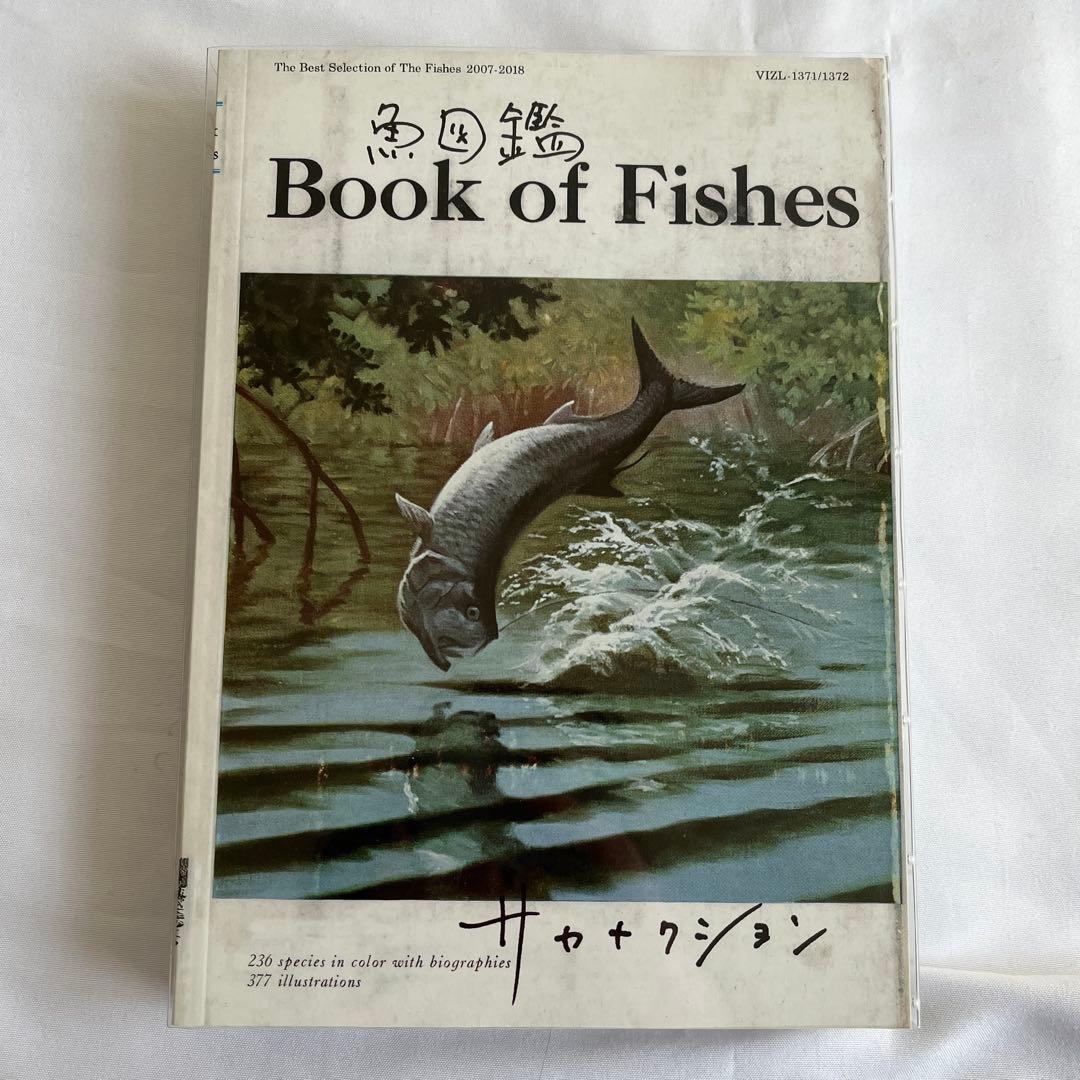 The Best Selection of The Fishes 2007-2018
VIZL-1371/1372
魚図鑑
Book of Fishes
サカナクション
236 species in color with biographies
377 illustrations